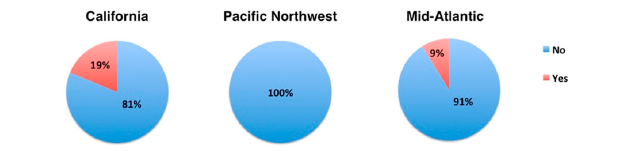 California Pacific Northwest Mid-Atlantic
19% 9% No
100%
81% 91% Yes